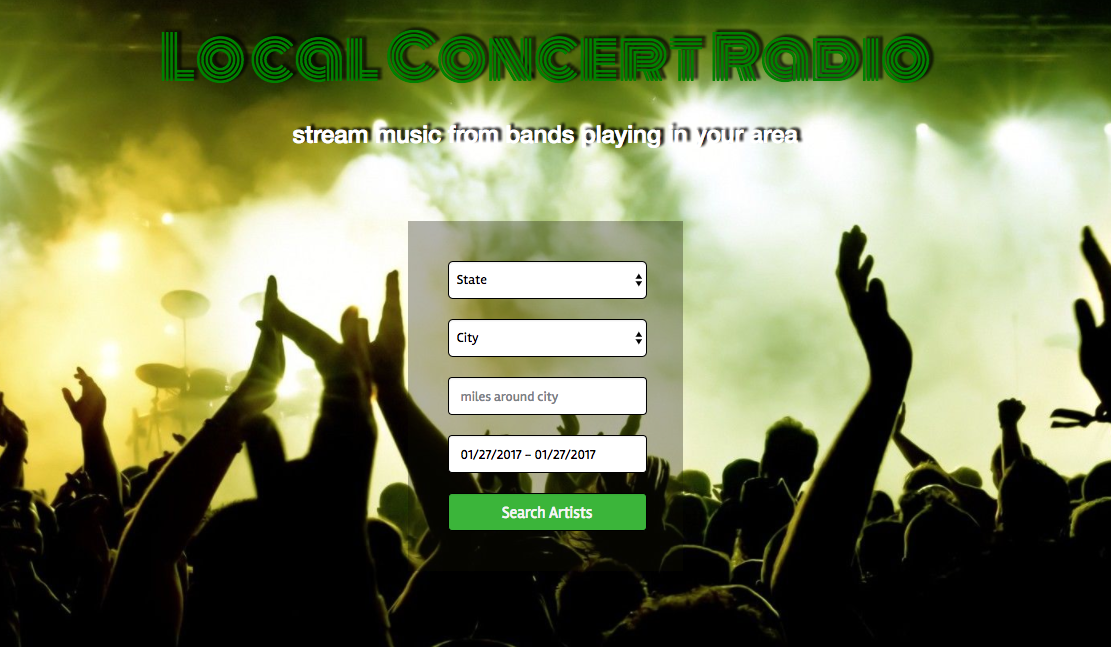 Local Concert Radio
stream music from bands playing in your area
State
City
miles around city
01/27/2017 – 01/27/2017
Search Artists